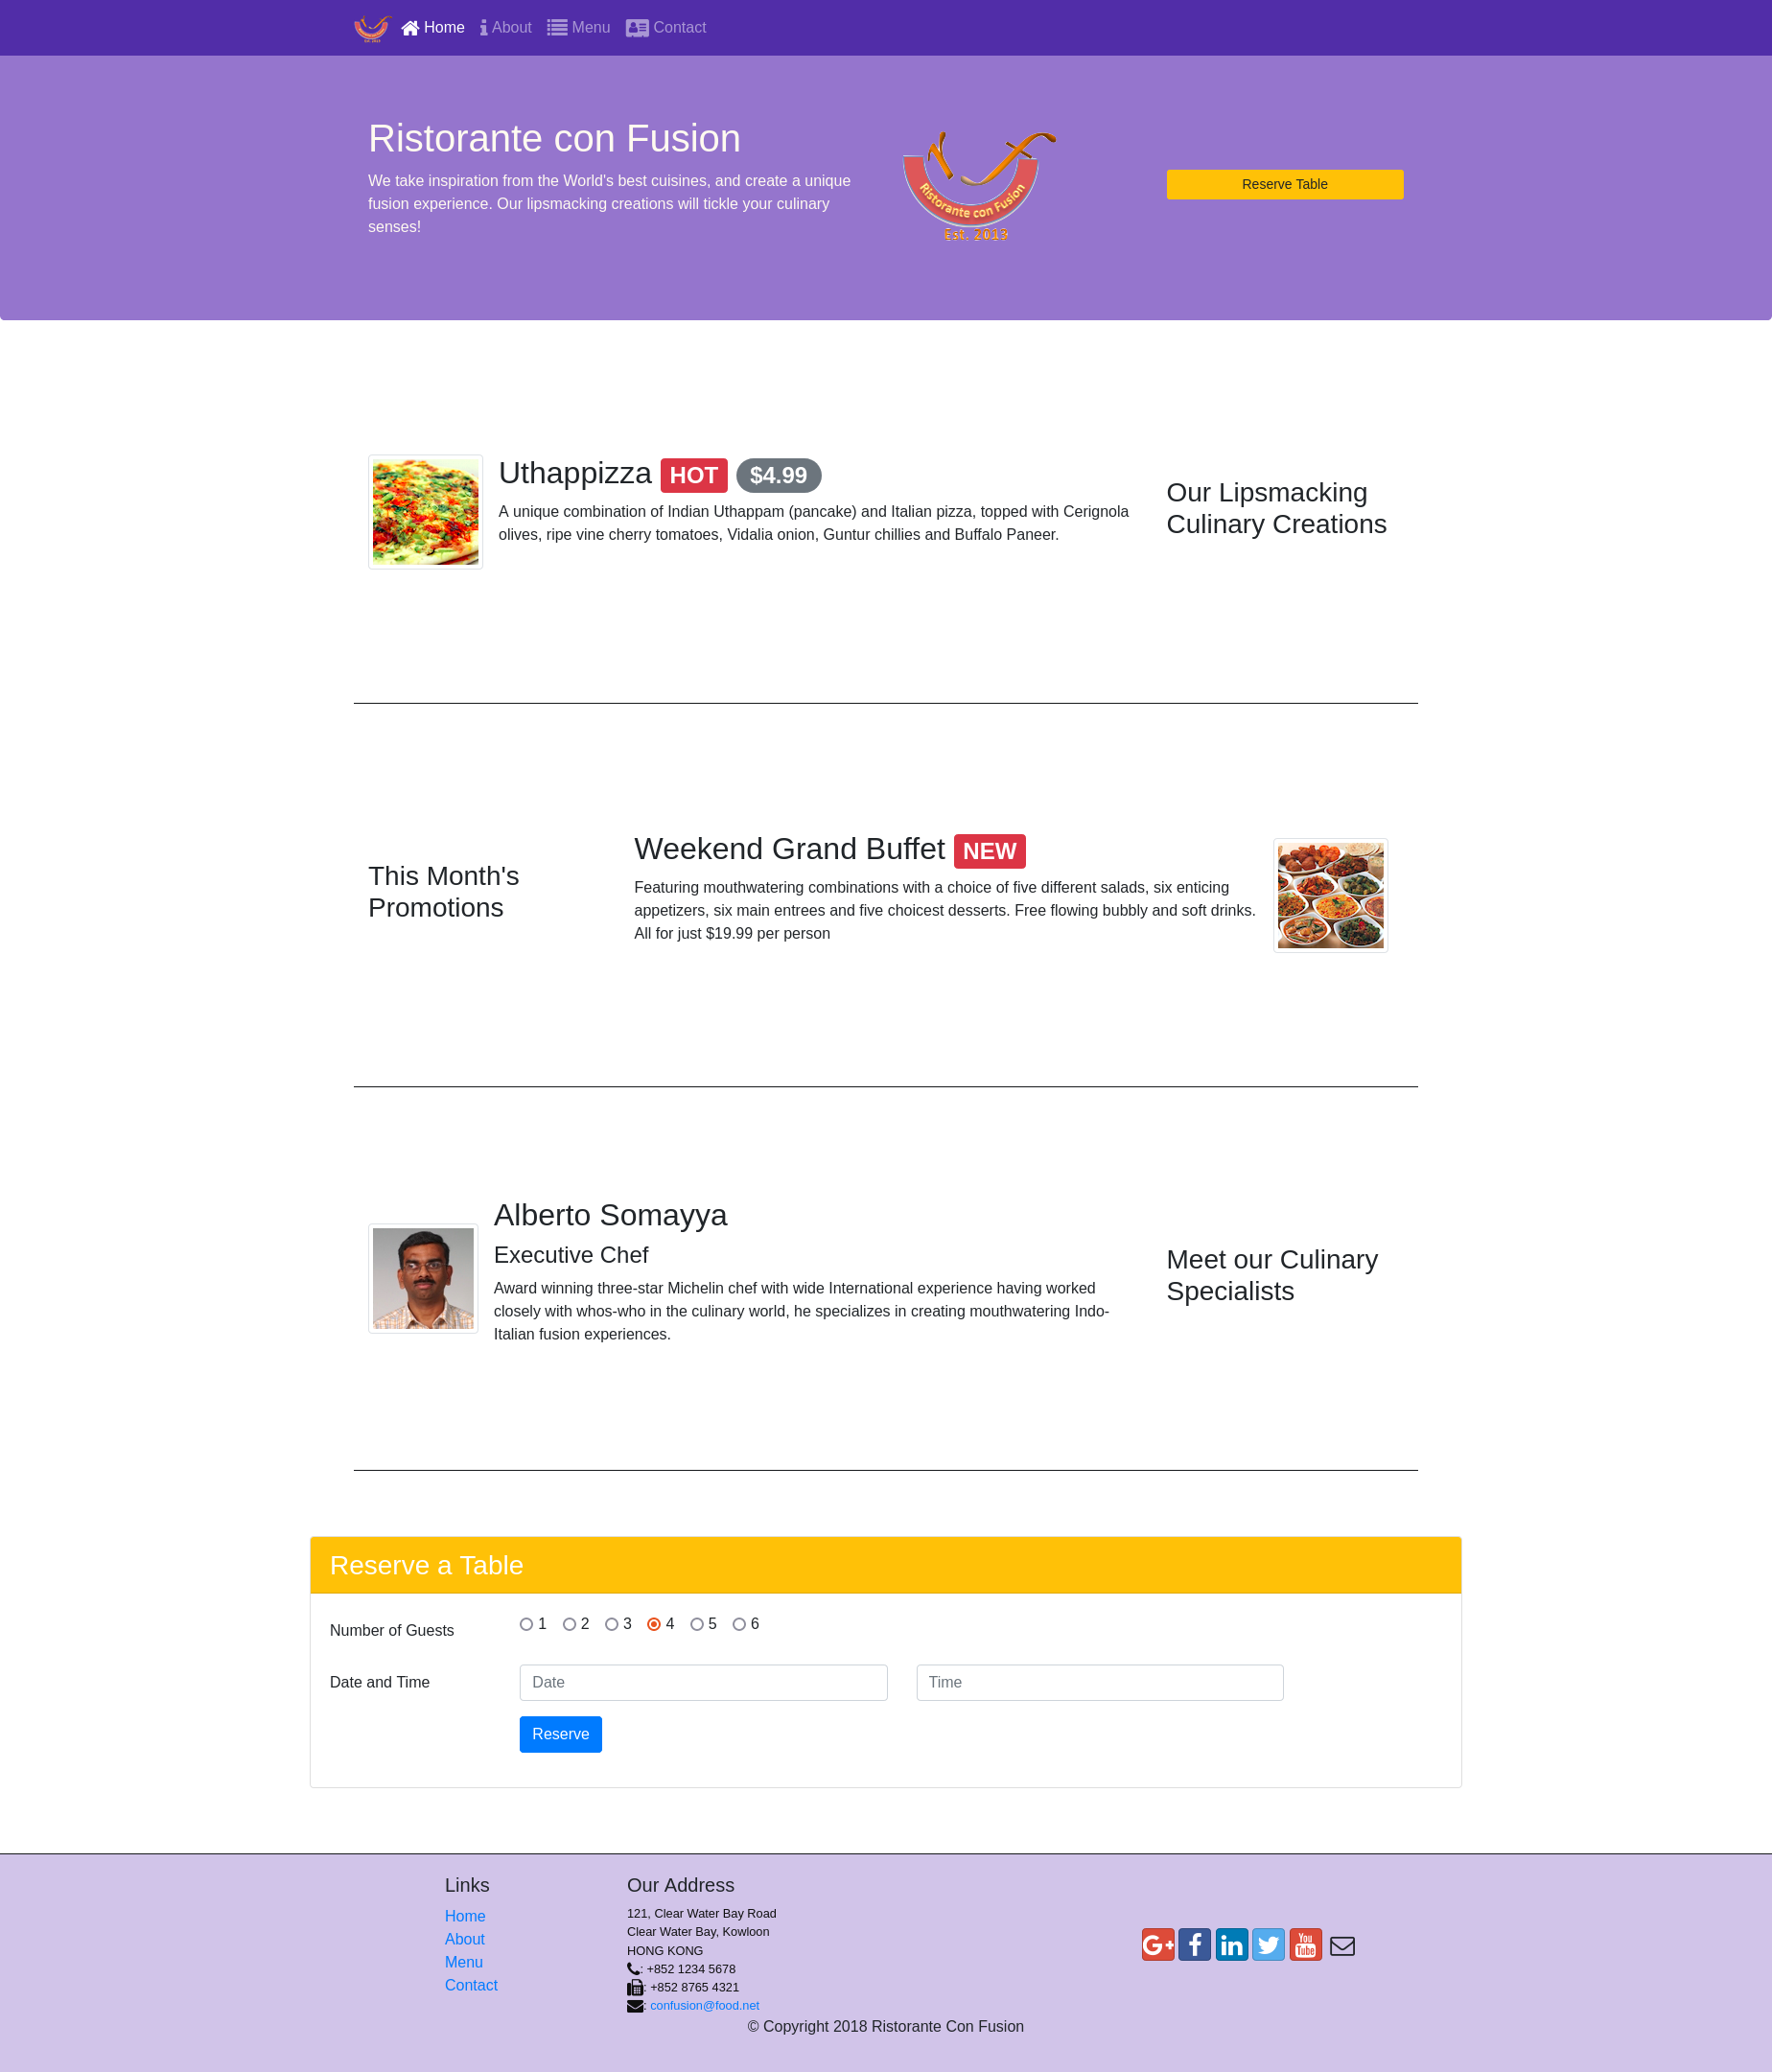 Home About Menu Contact
Ristorante con Fusion
We take inspiration from the World's best cuisines, and create a unique
fusion experience. Our lipsmacking creations will tickle your culinary
senses!
Ristorante con Fusion
Est. 2013
Reserve Table
Uthappizza HOT $4.99
A unique combination of Indian Uthappam (pancake) and Italian pizza, topped with Cerignola
olives, ripe vine cherry tomatoes, Vidalia onion, Guntur chillies and Buffalo Paneer.
Our Lipsmacking
Culinary Creations
This Month's
Promotions
Weekend Grand Buffet NEW
Featuring mouthwatering combinations with a choice of five different salads, six enticing
appetizers, six main entrees and five choicest desserts. Free flowing bubbly and soft drinks.
All for just $19.99 per person
Alberto Somayya
Executive Chef
Award winning three-star Michelin chef with wide International experience having worked
closely with whos-who in the culinary world, he specializes in creating mouthwatering Indo-
Italian fusion experiences.
Meet our Culinary
Specialists
Reserve a Table
Number of Guests 1 2 3 4 5 6
Date and Time Date Time
Reserve
Links
Home
About
Menu
Contact
Our Address
121, Clear Water Bay Road
Clear Water Bay, Kowloon
HONG KONG
: +852 1234 5678
: +852 8765 4321
: confusion@food.net
G+ f in You Tube
© Copyright 2018 Ristorante Con Fusion